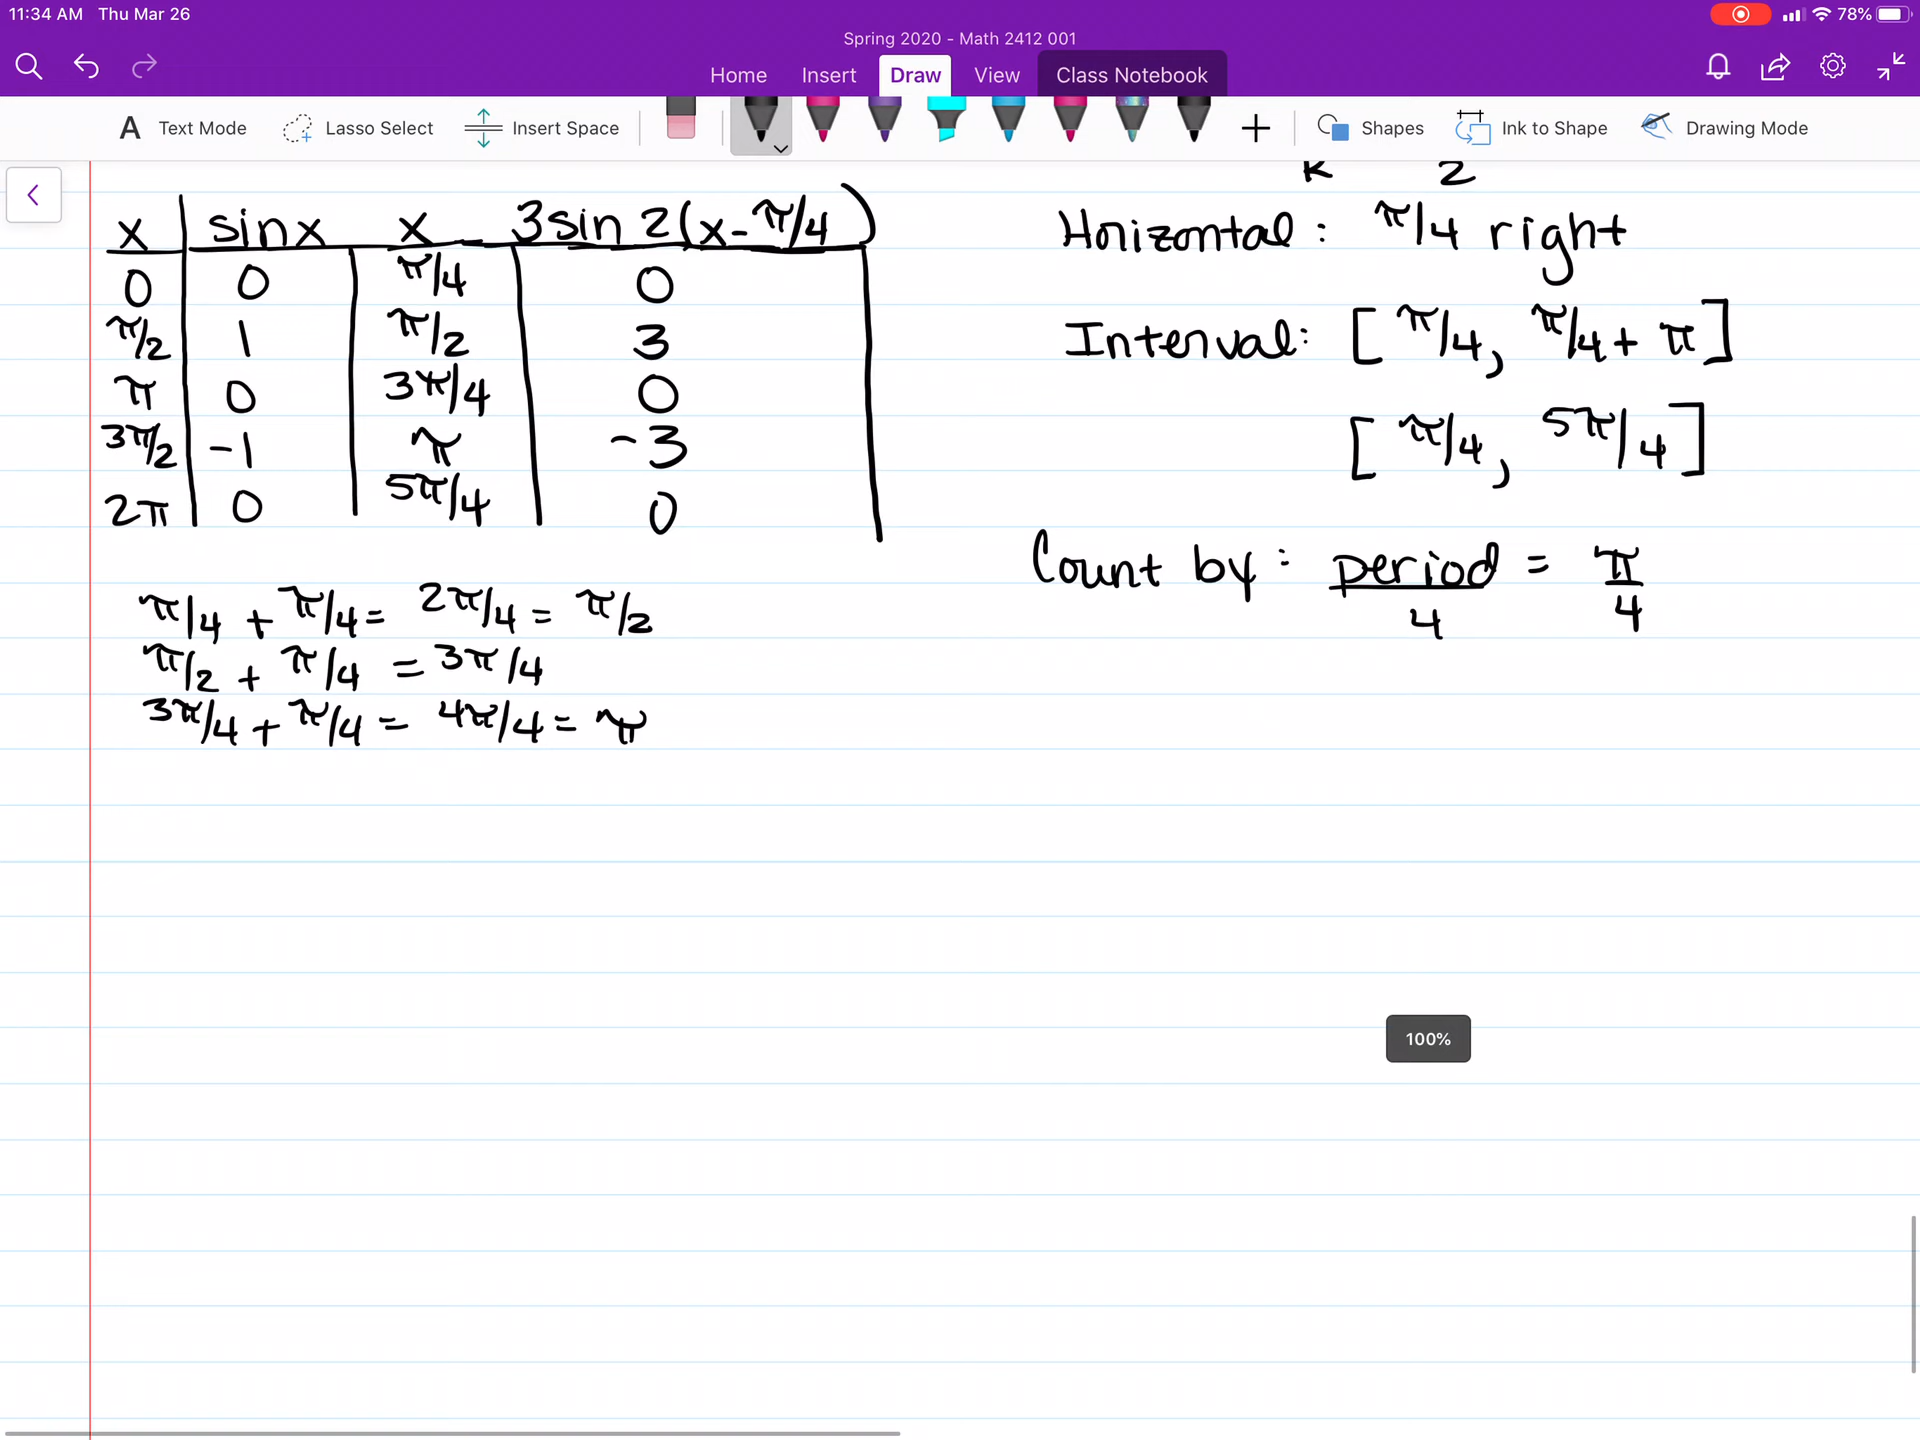 11:34 AM Thu Mar 26
78%
Spring 2020 - Math 2412 001
Home Insert Draw View Class Notebook
A Text Mode Lasso Select Insert Space Shapes Ink to Shape Drawing Mode
K 2
x sinx x 3sin 2(x-π/4)
0 0 π/4 0
π/2 1 π/2 3
π 0 3π/4 0
3π/2 -1 π -3
2π 0 5π/4 0
π/4 + π/4 = 2π/4 = π/2
π/2 + π/4 = 3π/4
3π/4 + π/4 = 4π/4 = π
Horizontal: π/4 right
Interval: [π/4, π/4 + π]
[π/4, 5π/4]
Count by: period = π
4 4
100%